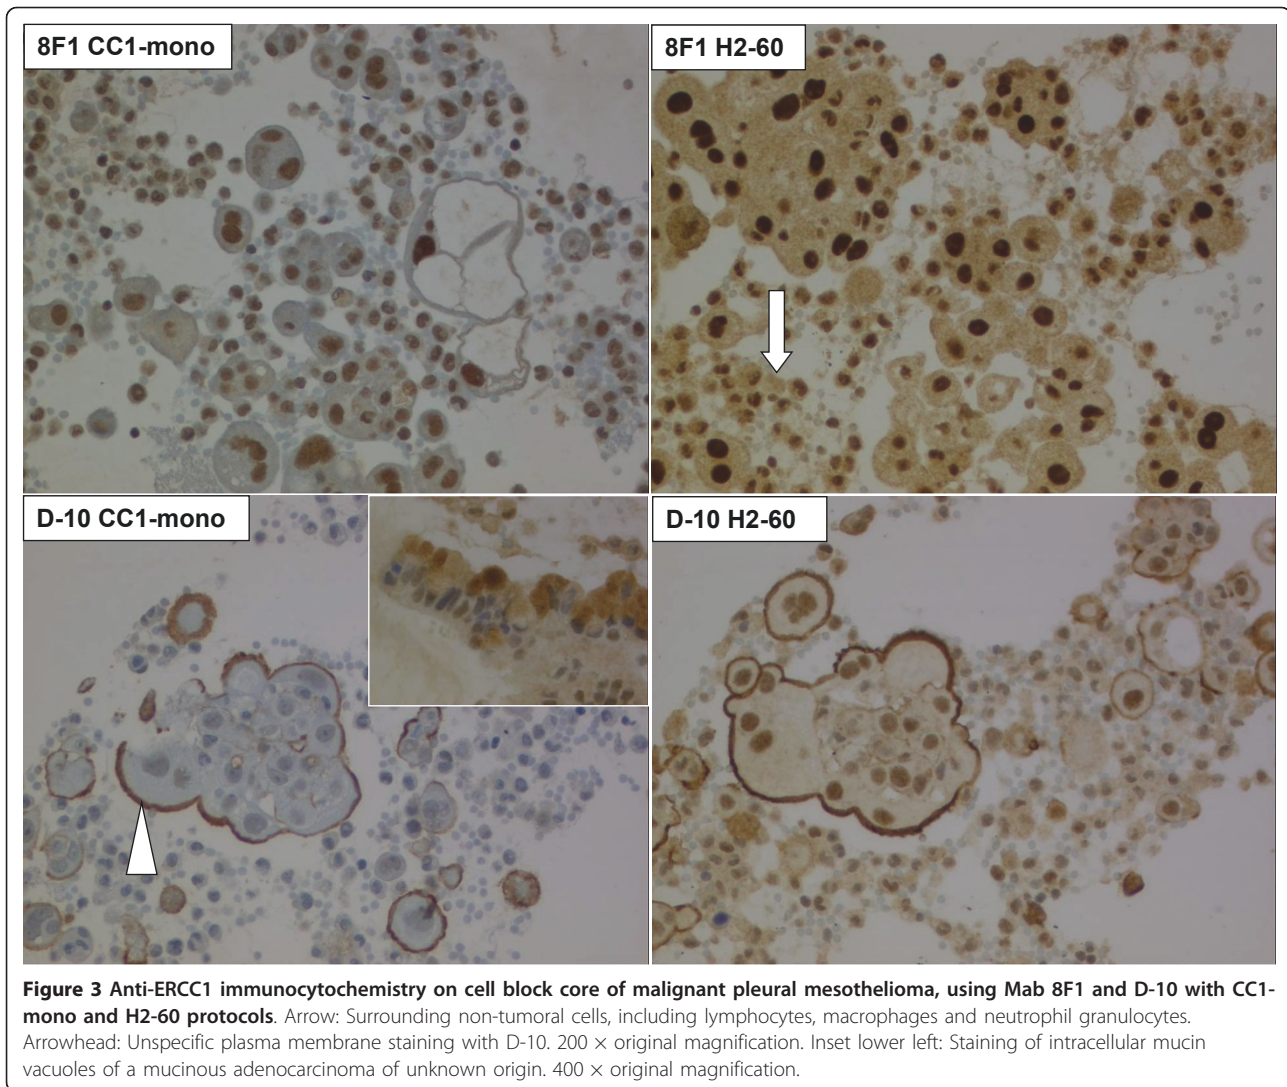 8F1 CC1-mono
8F1 H2-60
D-10 CC1-mono
D-10 H2-60
Figure 3 Anti-ERCC1 immunocytochemistry on cell block core of malignant pleural mesothelioma, using Mab 8F1 and D-10 with CC1-
mono and H2-60 protocols. Arrow: Surrounding non-tumoral cells, including lymphocytes, macrophages and neutrophil granulocytes.
Arrowhead: Unspecific plasma membrane staining with D-10. 200 × original magnification. Inset lower left: Staining of intracellular mucin
vacuoles of a mucinous adenocarcinoma of unknown origin. 400 × original magnification.